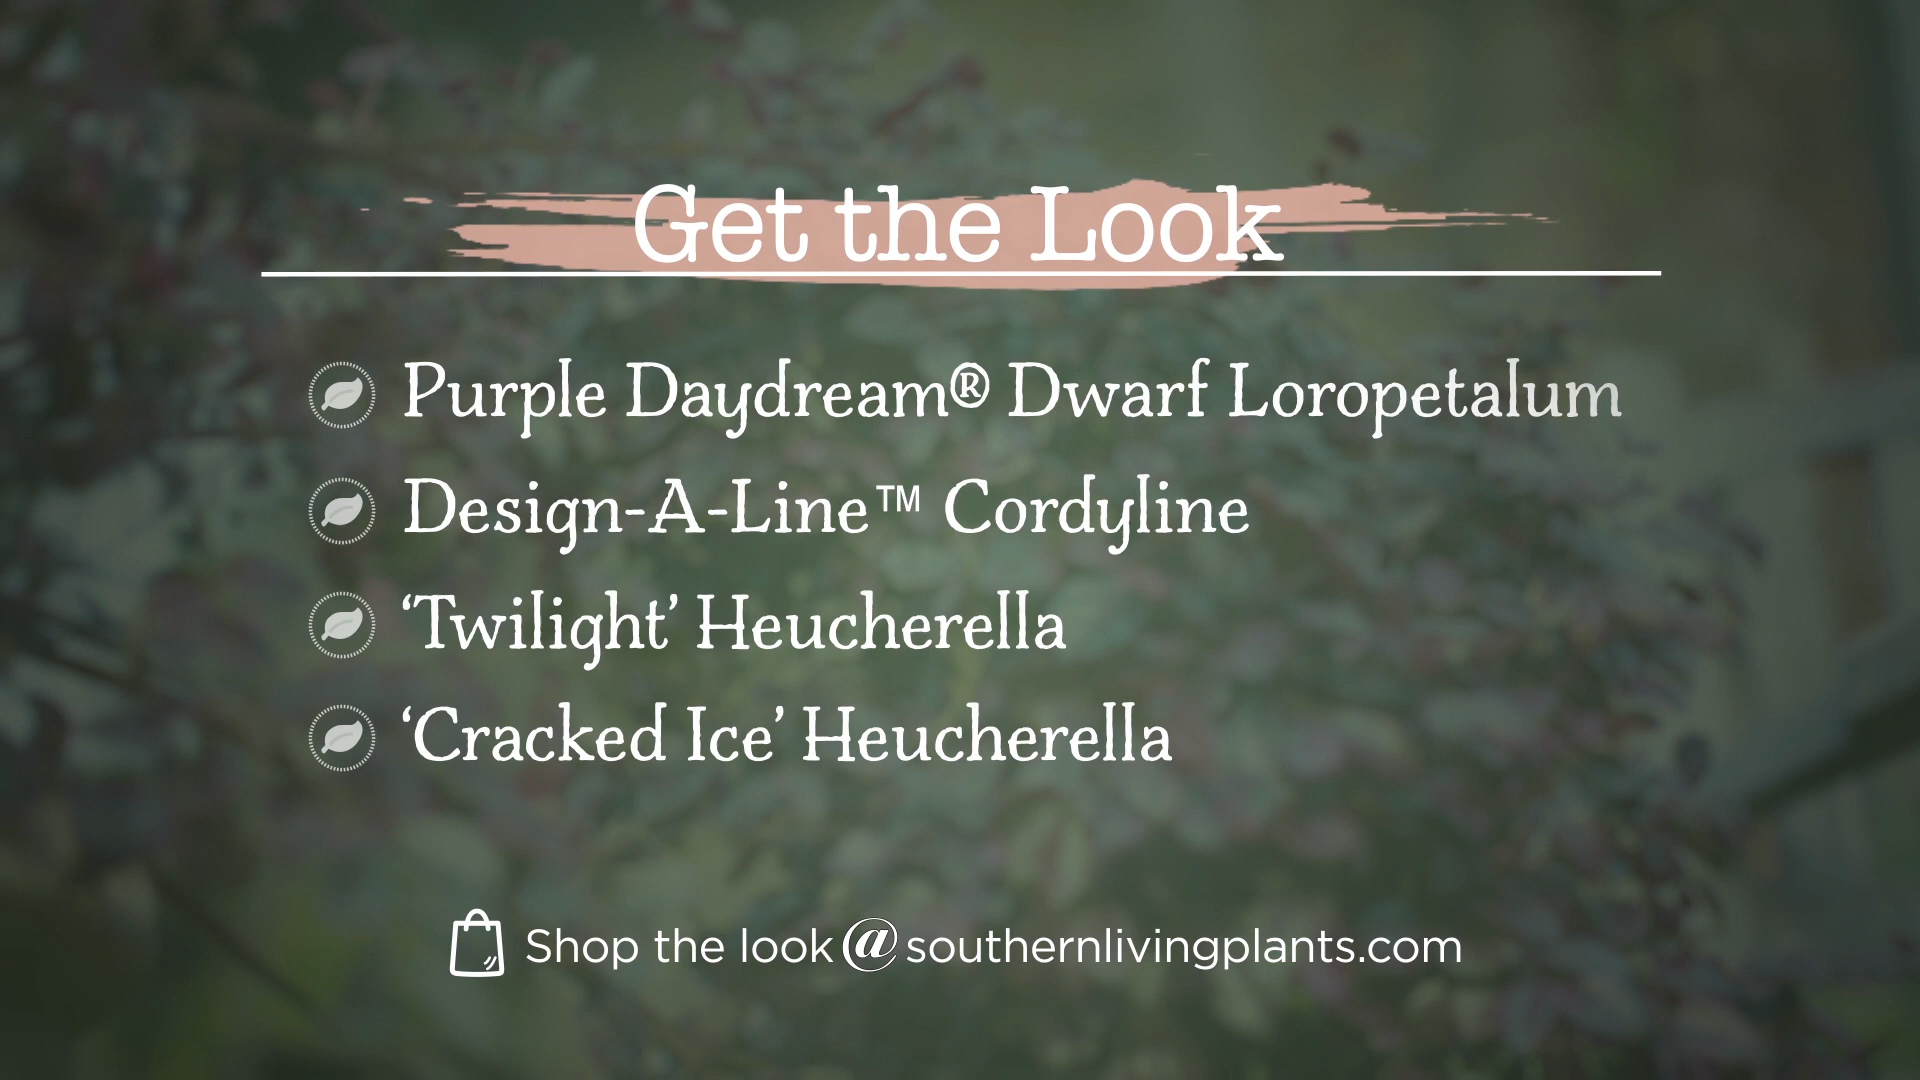 Get the Look
Purple Daydream® Dwarf Loropetalum
Design-A-Line™ Cordyline
‘Twilight’ Heucherella
‘Cracked Ice’ Heucherella
Shop the look @ southernlivingplants.com